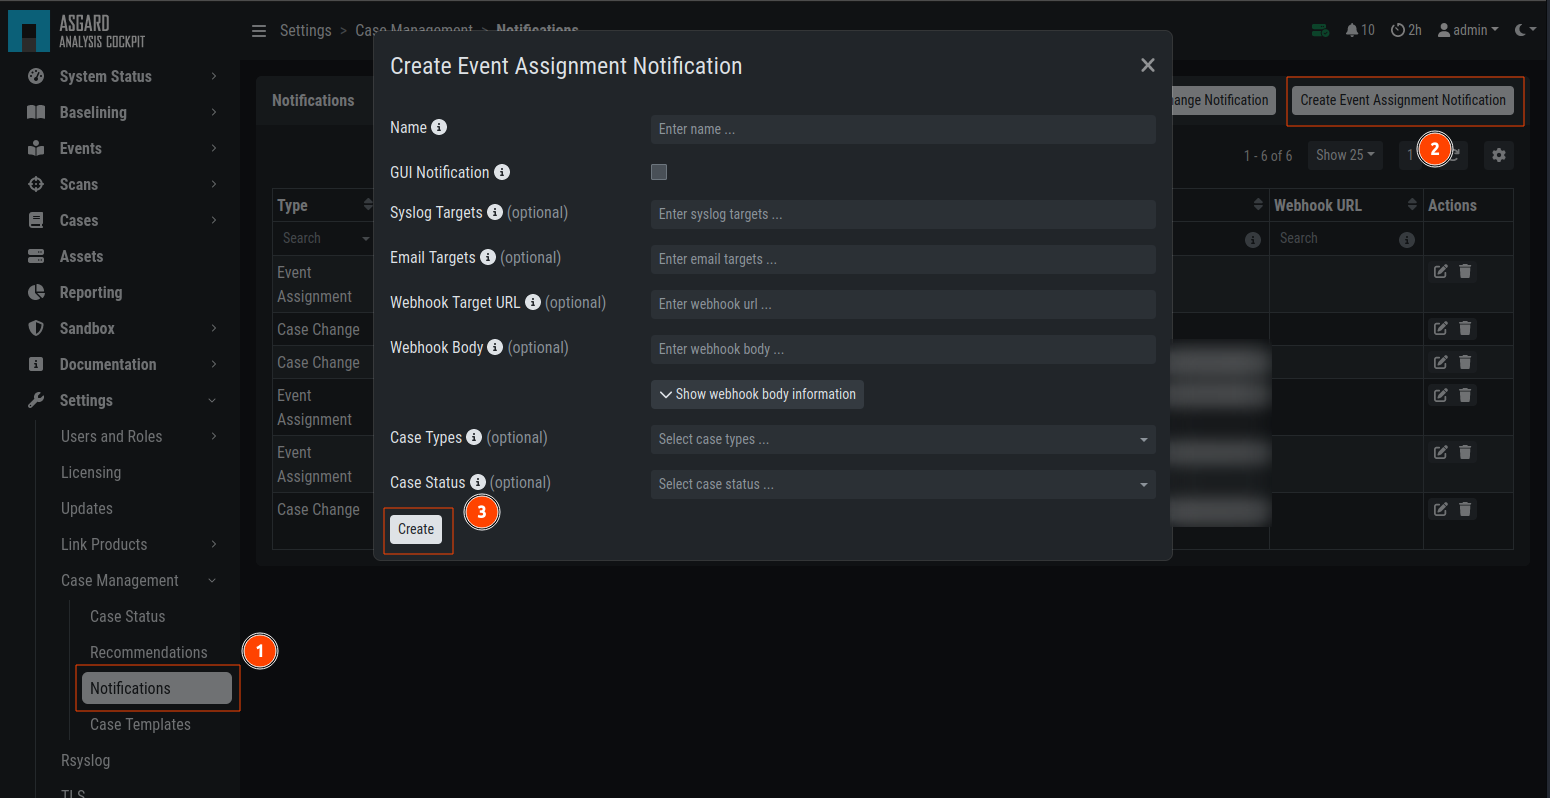 ASGARD
ANALYSIS COCKPIT
Settings > Case Management > Notifications
10
2h
admin
System Status
Baselining
Events
Scans
Cases
Assets
Reporting
Sandbox
Documentation
Settings
Users and Roles
Licensing
Updates
Link Products
Case Management
Case Status
Recommendations
1
Notifications
Case Templates
Rsyslog
TLS
Notifications
ange Notification
Create Event Assignment Notification
2
1 - 6 of 6
Show 25
1
Type
Webhook URL
Actions
Search
Search
Event
Assignment
Case Change
Case Change
Event
Assignment
Event
Assignment
Case Change
Create Event Assignment Notification
Name
Enter name ...
GUI Notification
Syslog Targets (optional)
Enter syslog targets ...
Email Targets (optional)
Enter email targets ...
Webhook Target URL (optional)
Enter webhook url ...
Webhook Body (optional)
Enter webhook body ...
Show webhook body information
Case Types (optional)
Select case types ...
Case Status (optional)
Select case status ...
3
Create